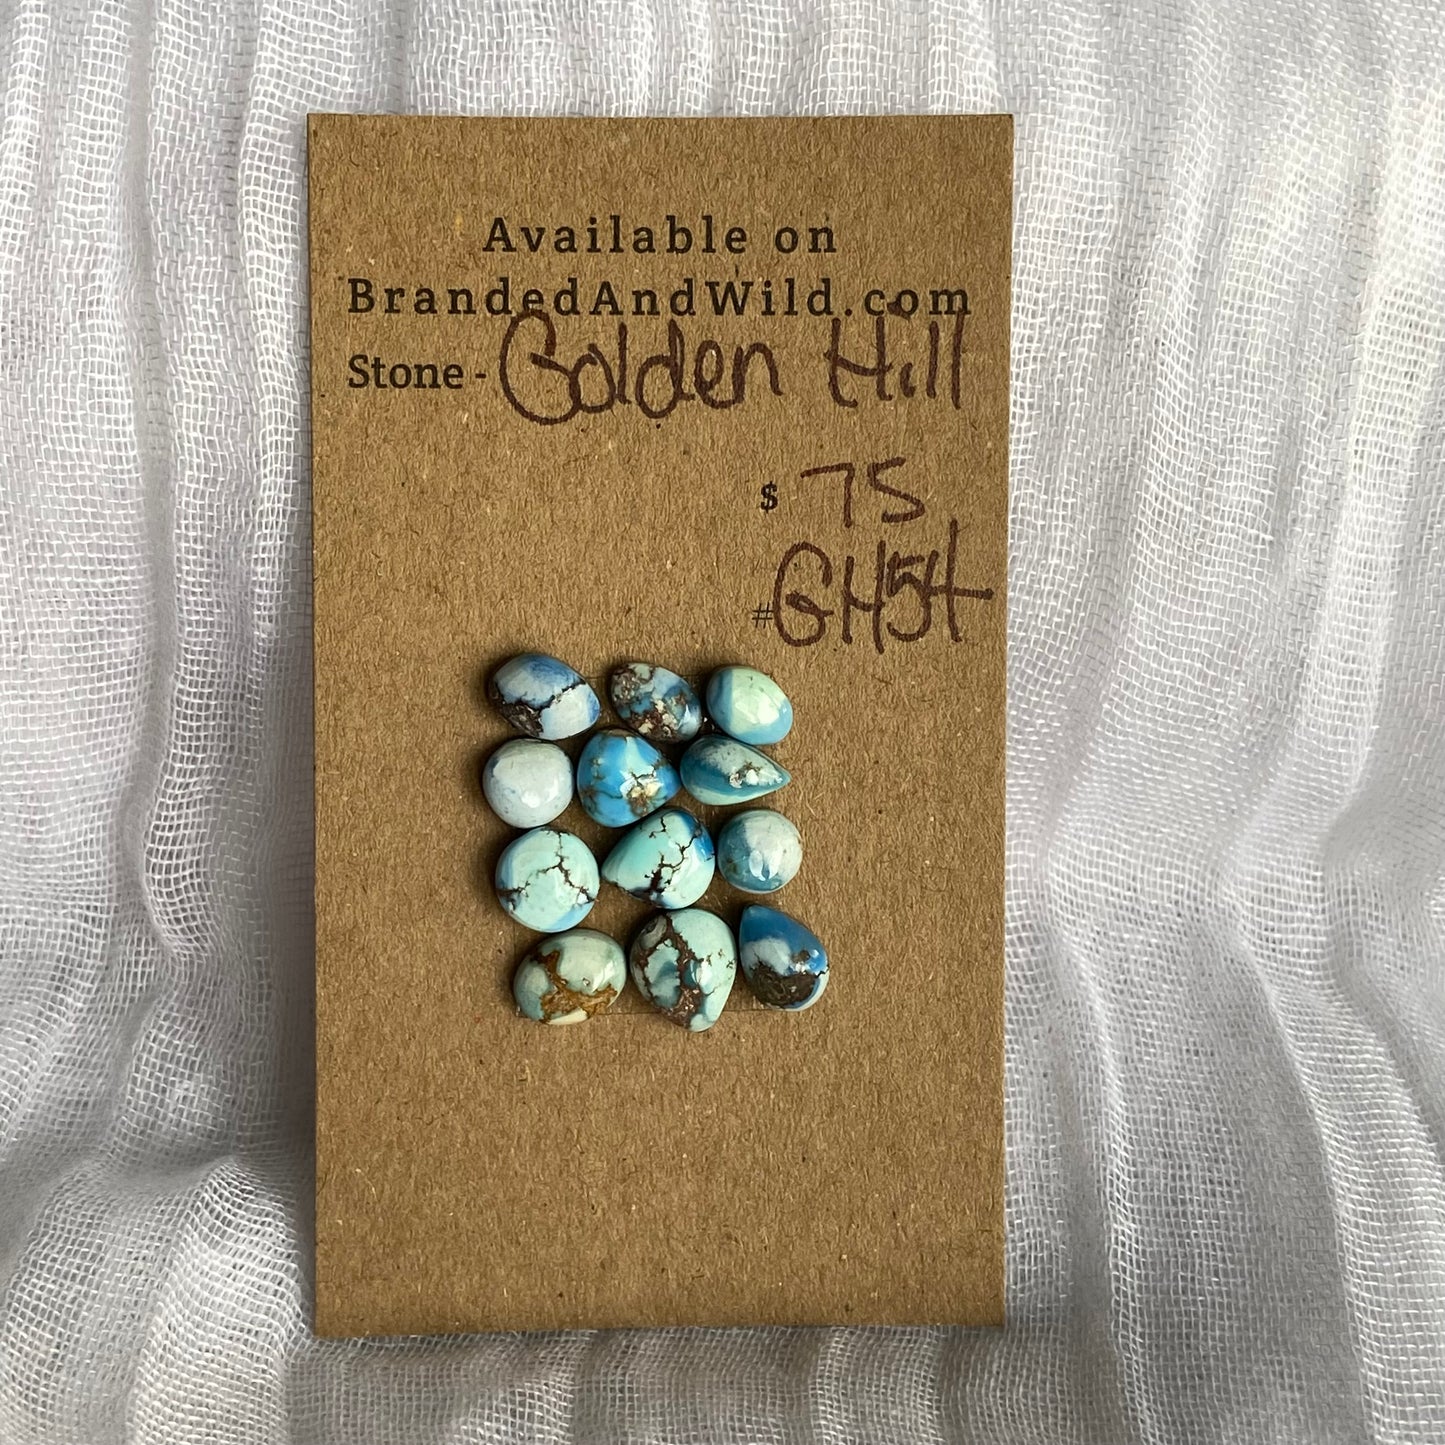 Available on
BrandedAndWild.com
Stone - Golden Hill
$ 75
#GH54